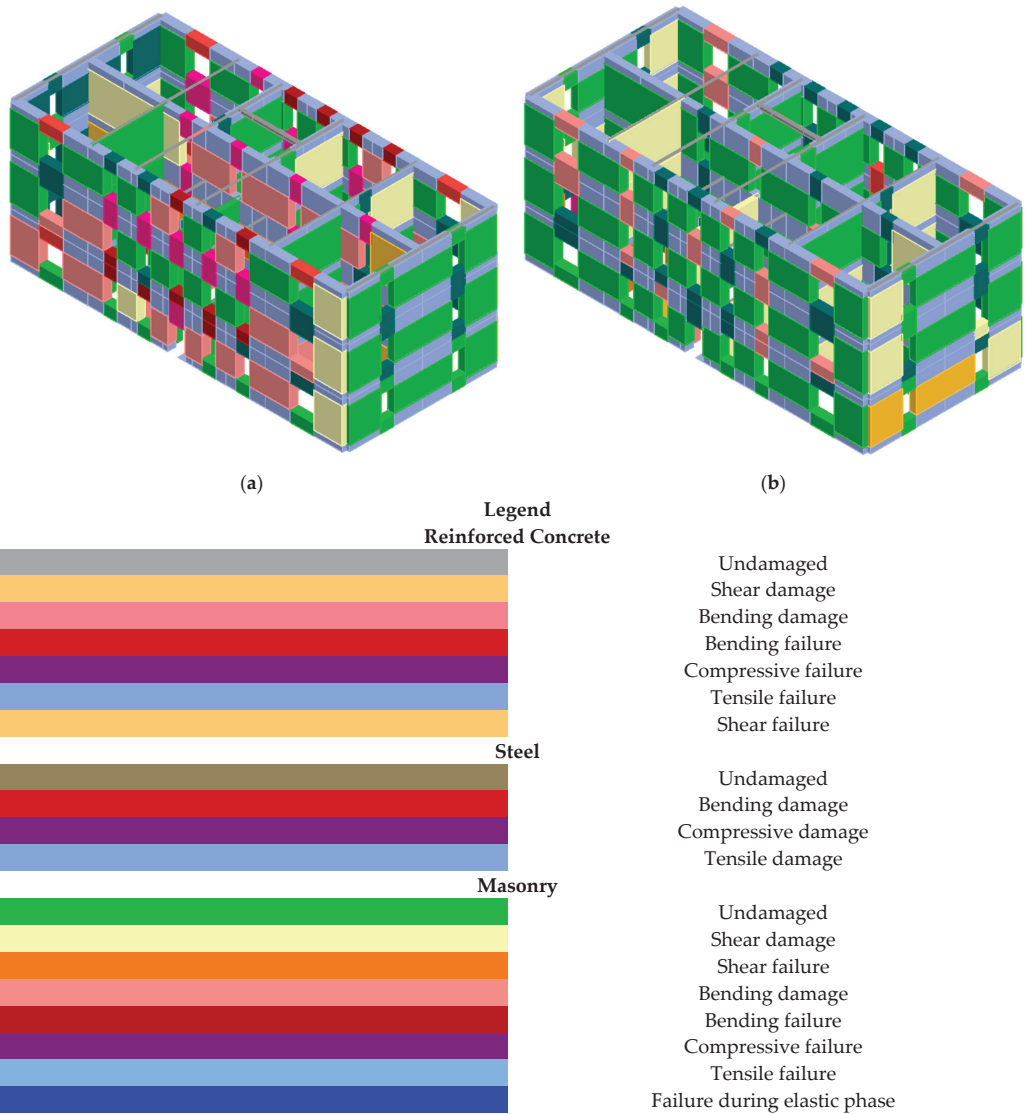 (a) (b)
Legend
Reinforced Concrete
Undamaged
Shear damage
Bending damage
Bending failure
Compressive failure
Tensile failure
Shear failure
Steel
Undamaged
Bending damage
Compressive damage
Tensile damage
Masonry
Undamaged
Shear damage
Shear failure
Bending damage
Bending failure
Compressive failure
Tensile failure
Failure during elastic phase